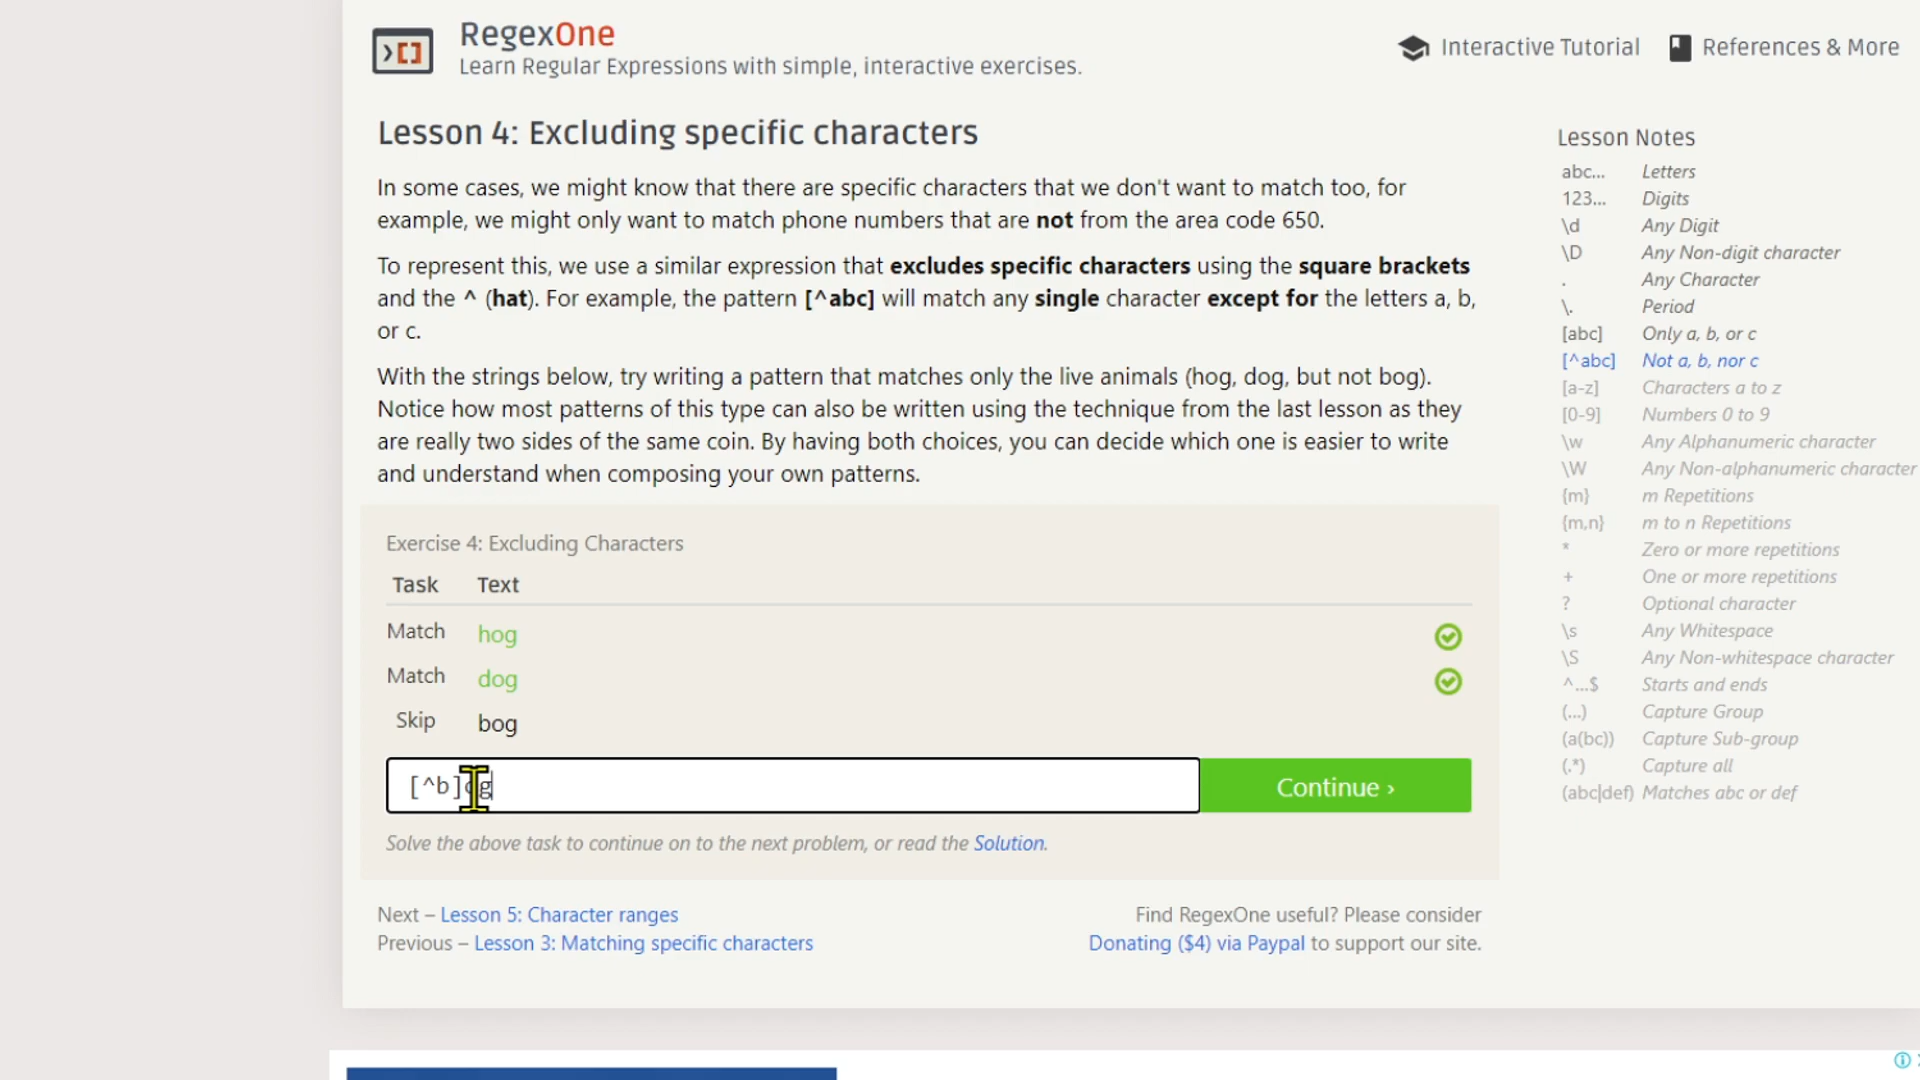 RegexOne
Learn Regular Expressions with simple, interactive exercises.
Interactive Tutorial
References & More
Lesson 4: Excluding specific characters
In some cases, we might know that there are specific characters that we don't want to match too, for
example, we might only want to match phone numbers that are not from the area code 650.
To represent this, we use a similar expression that excludes specific characters using the square brackets
and the ^ (hat). For example, the pattern [^abc] will match any single character except for the letters a, b,
or c.
With the strings below, try writing a pattern that matches only the live animals (hog, dog, but not bog).
Notice how most patterns of this type can also be written using the technique from the last lesson as they
are really two sides of the same coin. By having both choices, you can decide which one is easier to write
and understand when composing your own patterns.
Exercise 4: Excluding Characters
Task Text
Match hog
Match dog
Skip bog
[^b]og
Continue ›
Solve the above task to continue on to the next problem, or read the Solution.
Next – Lesson 5: Character ranges
Previous – Lesson 3: Matching specific characters
Find RegexOne useful? Please consider
Donating ($4) via Paypal to support our site.
Lesson Notes
abc... Letters
123... Digits
\d Any Digit
\D Any Non-digit character
. Any Character
\. Period
[abc] Only a, b, or c
[^abc] Not a, b, nor c
[a-z] Characters a to z
[0-9] Numbers 0 to 9
\w Any Alphanumeric character
\W Any Non-alphanumeric character
{m} m Repetitions
{m,n} m to n Repetitions
* Zero or more repetitions
+ One or more repetitions
? Optional character
\s Any Whitespace
\S Any Non-whitespace character
^...$ Starts and ends
(...) Capture Group
(a(bc)) Capture Sub-group
(.*) Capture all
(abc|def) Matches abc or def